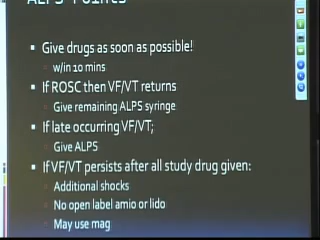 ALPS Points
Give drugs as soon as possible!
w/in 10 mins
If ROSC then VF/VT returns
Give remaining ALPS syringe
If late occurring VF/VT;
Give ALPS
If VF/VT persists after all study drug given:
Additional shocks
No open label amio or lido
May use mag